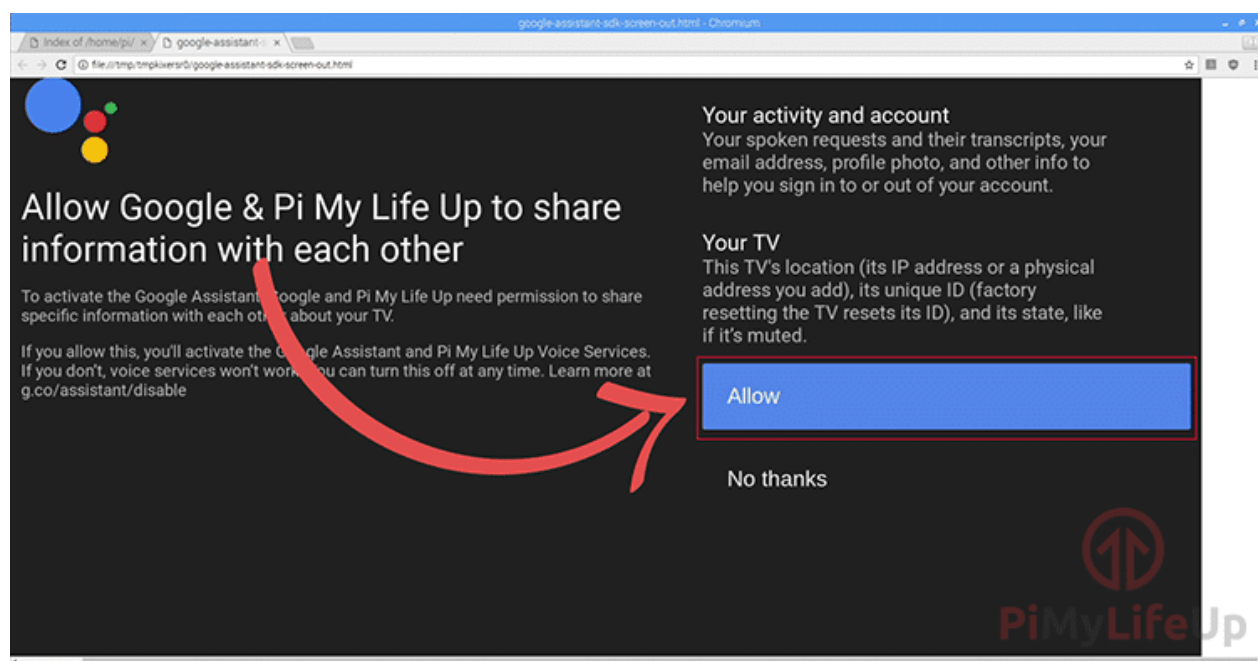 google-assistant-sdk-screen-out.html - Chromium
Index of /home/pi/
google-assistant-s
file:///tmp/tmpkixersr0/google-assistant-sdk-screen-out.html
Allow Google & Pi My Life Up to share
information with each other
To activate the Google Assistant, Google and Pi My Life Up need permission to share
specific information with each other about your TV.
If you allow this, you'll activate the Google Assistant and Pi My Life Up Voice Services.
If you don't, voice services won't work. You can turn this off at any time. Learn more at
g.co/assistant/disable
Your activity and account
Your spoken requests and their transcripts, your
email address, profile photo, and other info to
help you sign in to or out of your account.
Your TV
This TV's location (its IP address or a physical
address you add), its unique ID (factory
resetting the TV resets its ID), and its state, like
if it's muted.
Allow
No thanks
PiMyLifeUp